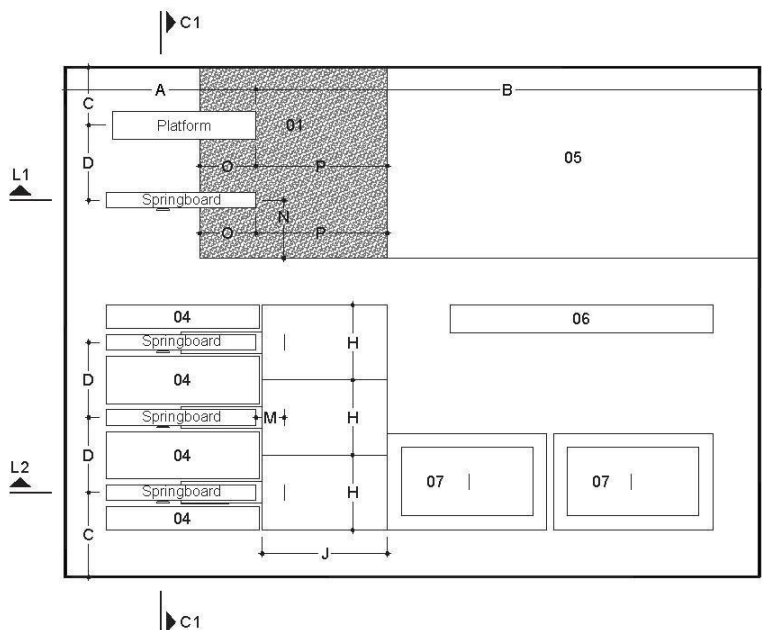 C1
A
B
C
Platform
01
05
D
O
P
L1
Springboard
N
O
P
04
06
Springboard
H
D
04
Springboard
M
H
04
D
07
07
L2
Springboard
H
04
C
J
C1